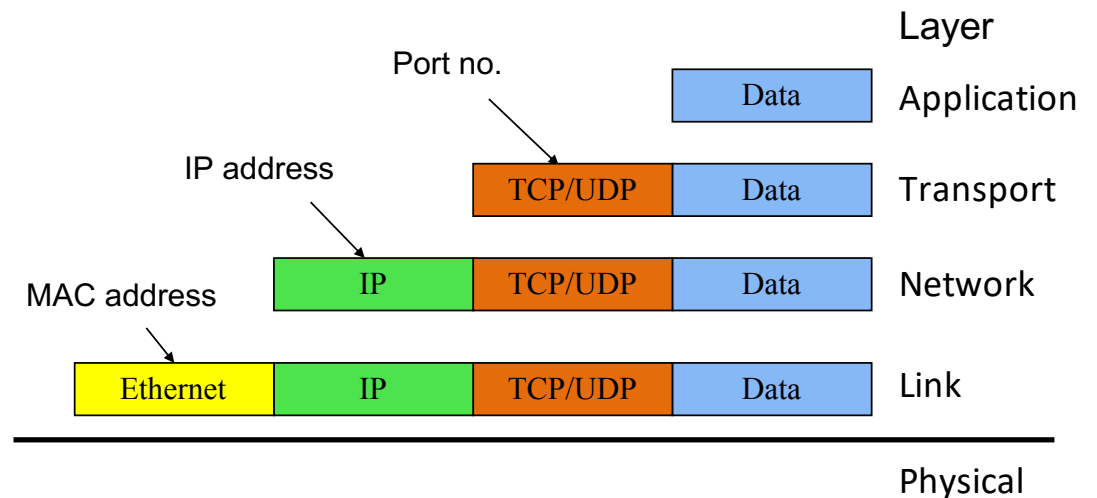 Layer
Port no.
Data
Application
IP address
TCP/UDP
Data
Transport
MAC address
IP
TCP/UDP
Data
Network
Ethernet
IP
TCP/UDP
Data
Link
Physical